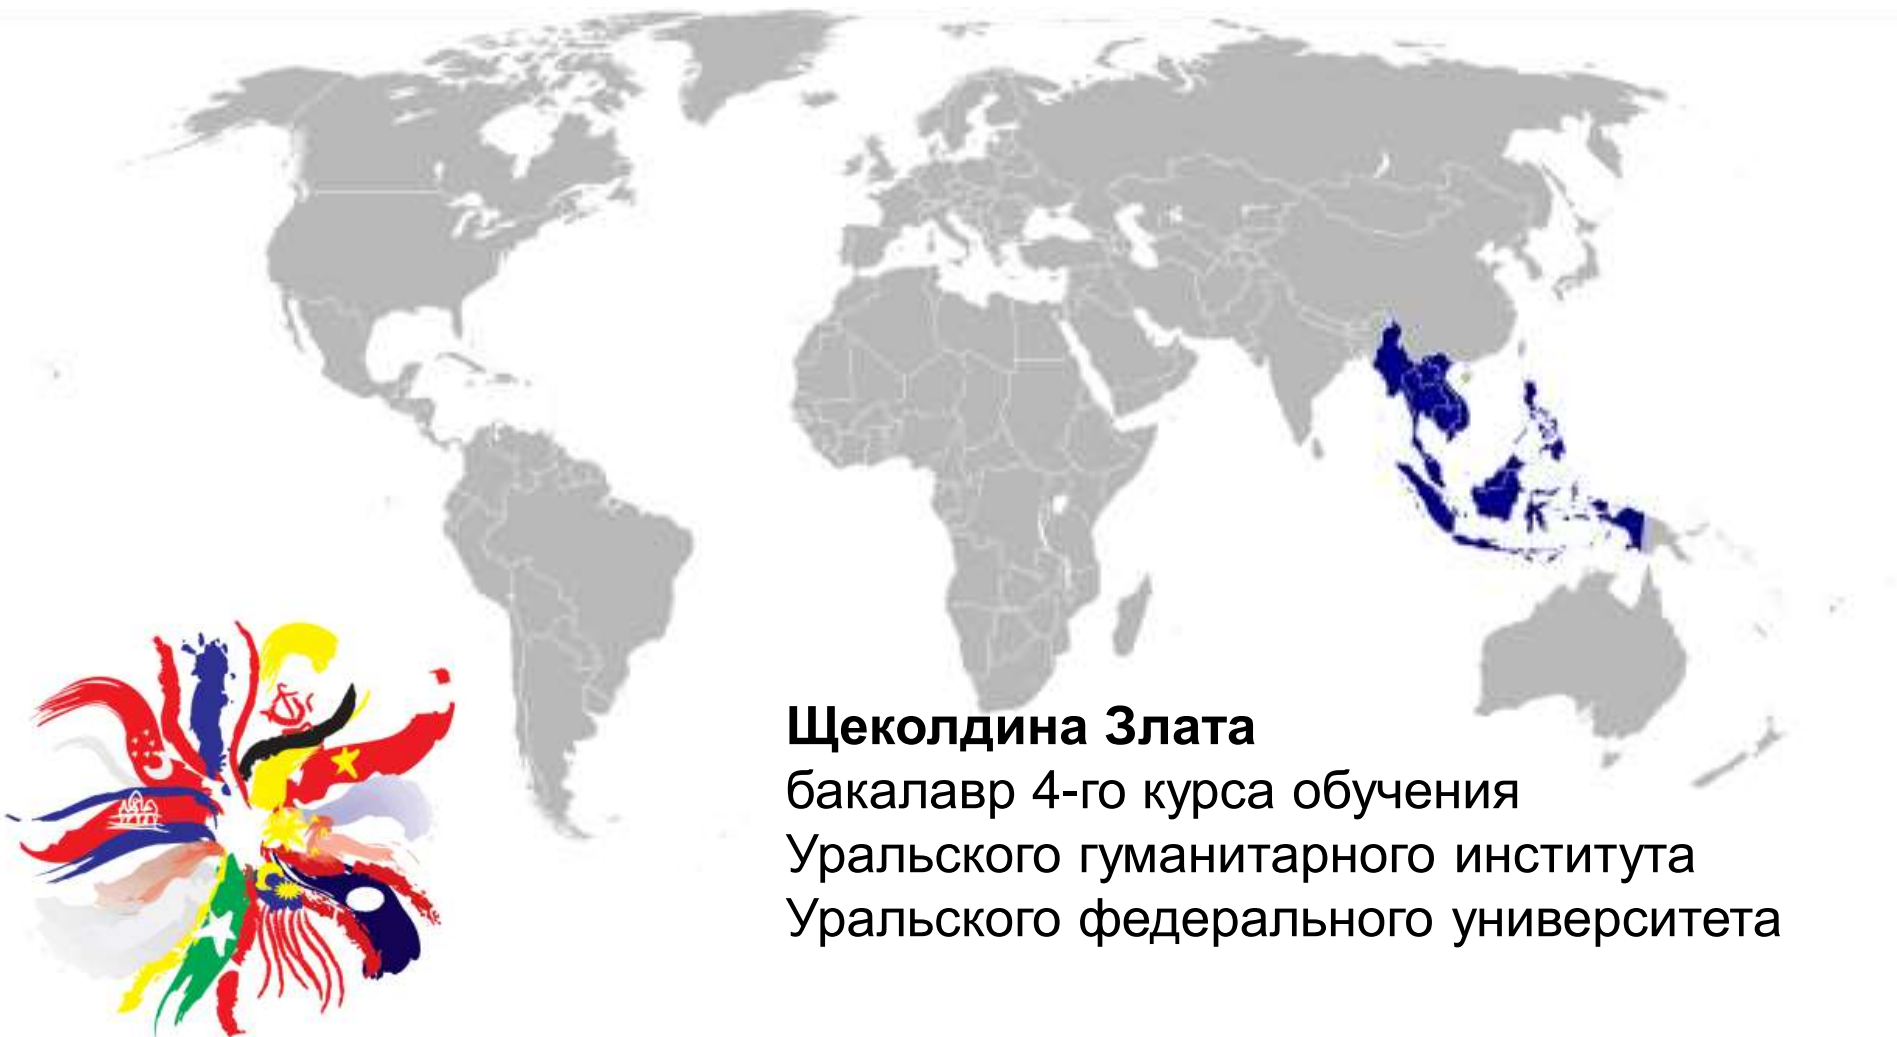 Щеколдина Злата
бакалавр 4-го курса обучения
Уральского гуманитарного института
Уральского федерального университета